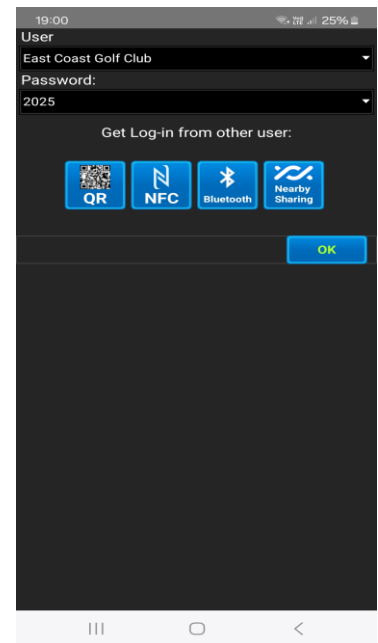 19:00 25%
User
East Coast Golf Club
Password:
2025
Get Log-in from other user:
QR NFC Bluetooth Nearby Sharing
OK